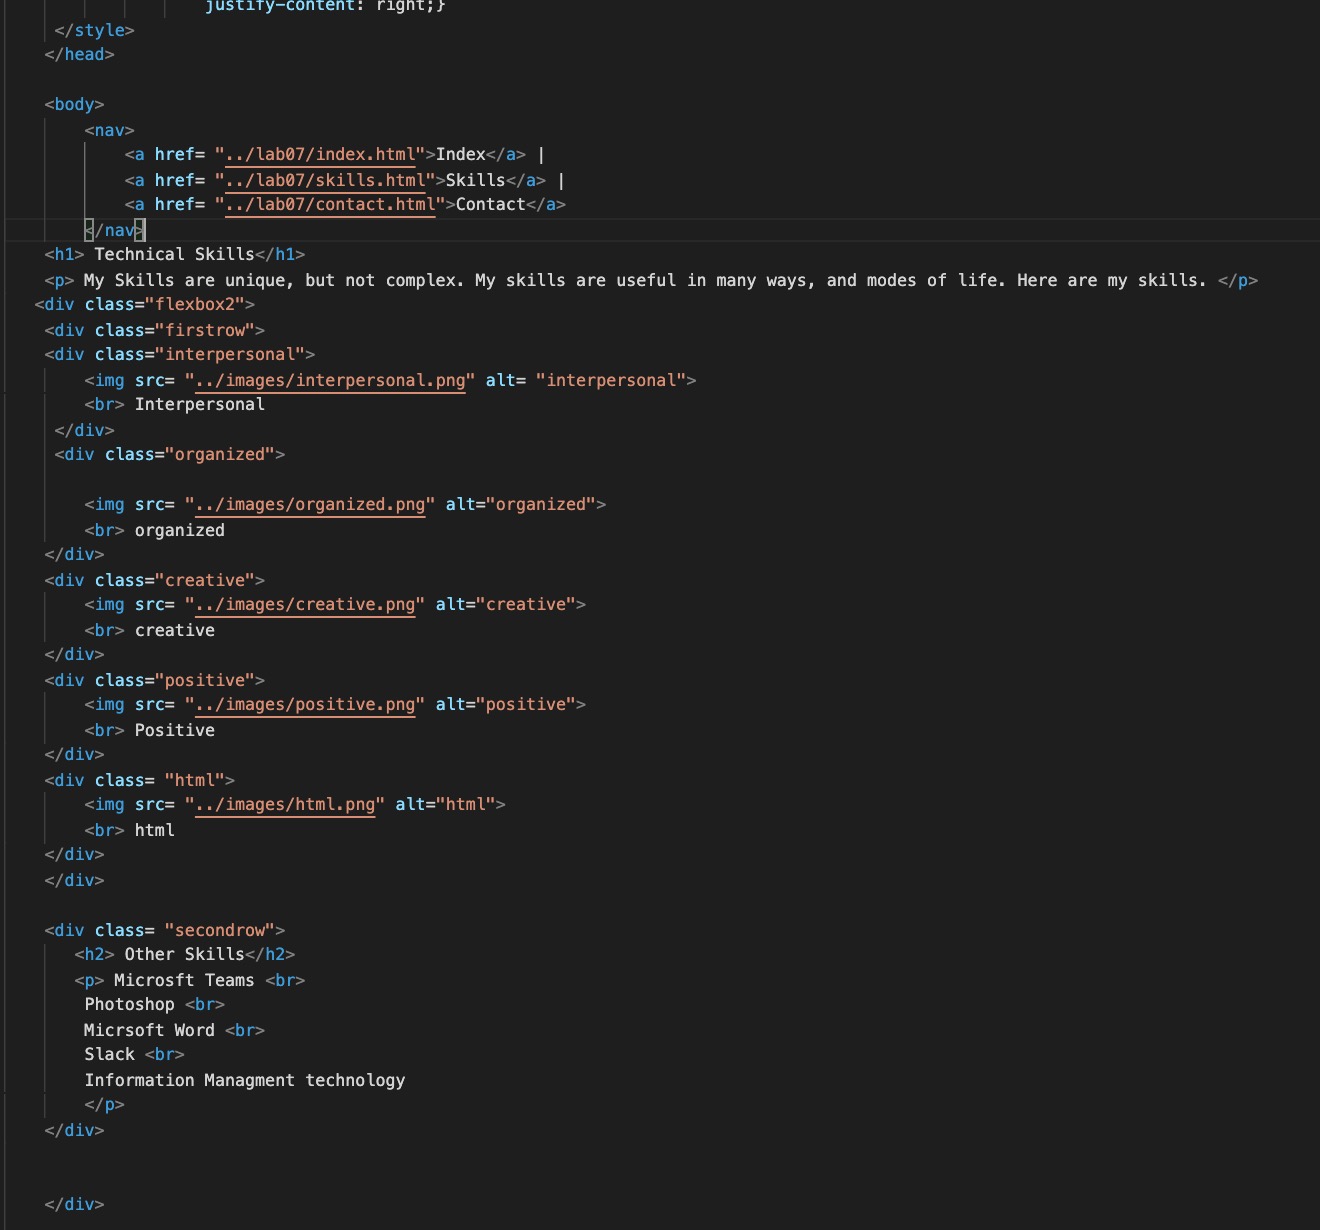 justify-content: right;}
</style>
</head>
<body>
<nav>
<a href= "../lab07/index.html">Index</a> |
<a href= "../lab07/skills.html">Skills</a> |
<a href= "../lab07/contact.html">Contact</a>
</nav>
<h1> Technical Skills</h1>
<p> My Skills are unique, but not complex. My skills are useful in many ways, and modes of life. Here are my skills. </p>
<div class="flexbox2">
<div class="firstrow">
<div class="interpersonal">
<img src= "../images/interpersonal.png" alt= "interpersonal">
<br> Interpersonal
</div>
<div class="organized">
<img src= "../images/organized.png" alt="organized">
<br> organized
</div>
<div class="creative">
<img src= "../images/creative.png" alt="creative">
<br> creative
</div>
<div class="positive">
<img src= "../images/positive.png" alt="positive">
<br> Positive
</div>
<div class= "html">
<img src= "../images/html.png" alt="html">
<br> html
</div>
</div>
<div class= "secondrow">
<h2> Other Skills</h2>
<p> Microsft Teams <br>
Photoshop <br>
Micrsoft Word <br>
Slack <br>
Information Managment technology
</p>
</div>
</div>